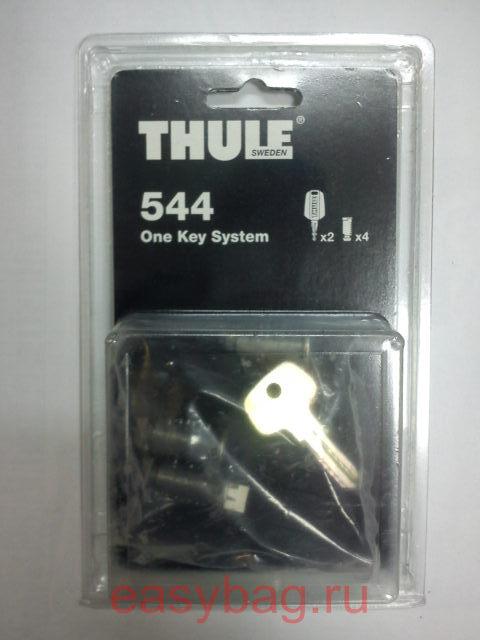 THULE®
SWEDEN
544
One Key System
x2 x4
easybag.ru